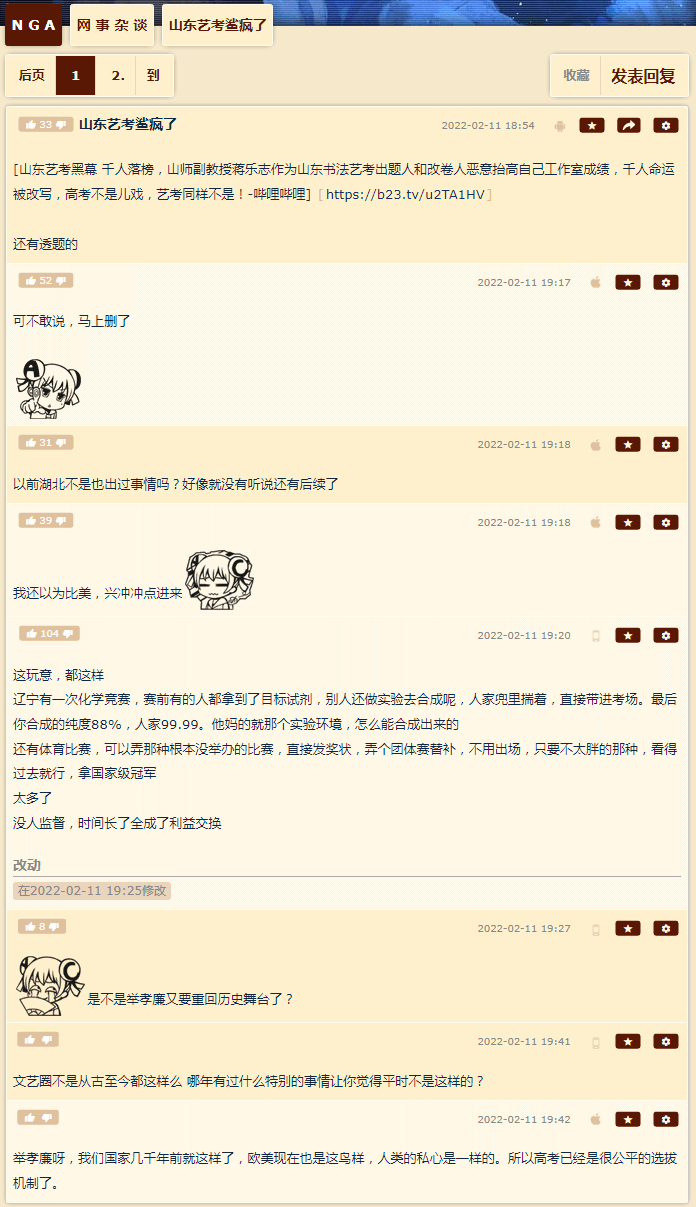 NGA 网事杂谈 山东艺考鲨疯了
后页 1 2. 到 收藏 发表回复
33 山东艺考鲨疯了 2022-02-11 18:54
[山东艺考黑幕 千人落榜，山师副教授蒋乐志作为山东书法艺考出题人和改卷人恶意抬高自己工作室成绩，千人命运
被改写，高考不是儿戏，艺考同样不是！-哔哩哔哩] [https://b23.tv/u2TA1HV]
还有透题的
52 2022-02-11 19:17
可不敢说，马上删了
A
31 2022-02-11 19:18
以前湖北不是也出过事情吗？好像就没有听说还有后续了
39 2022-02-11 19:18
我还以为比美，兴冲冲点进来
C
104 2022-02-11 19:20
这玩意，都这样
辽宁有一次化学竞赛，赛前有的人都拿到了目标试剂，别人还做实验去合成呢，人家兜里揣着，直接带进考场。最后
你合成的纯度88%，人家99.99。他妈的就那个实验环境，怎么能合成出来的
还有体育比赛，可以弄那种根本没举办的比赛，直接发奖状，弄个团体赛替补，不用出场，只要不太胖的那种，看得
过去就行，拿国家级冠军
太多了
没人监督，时间长了全成了利益交换
改动
在2022-02-11 19:25修改
8 2022-02-11 19:27
C
是不是举孝廉又要重回历史舞台了？
2022-02-11 19:41
文艺圈不是从古至今都这样么 哪年有过什么特别的事情让你觉得平时不是这样的？
2022-02-11 19:42
举孝廉呀，我们国家几千年前就这样了，欧美现在也是这鸟样，人类的私心是一样的。所以高考已经是很公平的选拔
机制了。